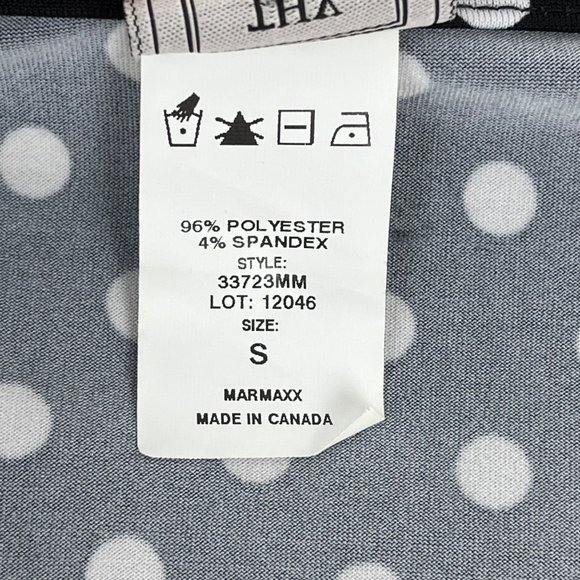 96% POLYESTER
4% SPANDEX
STYLE:
33723MM
LOT: 12046
SIZE:
S
MARMAXX
MADE IN CANADA